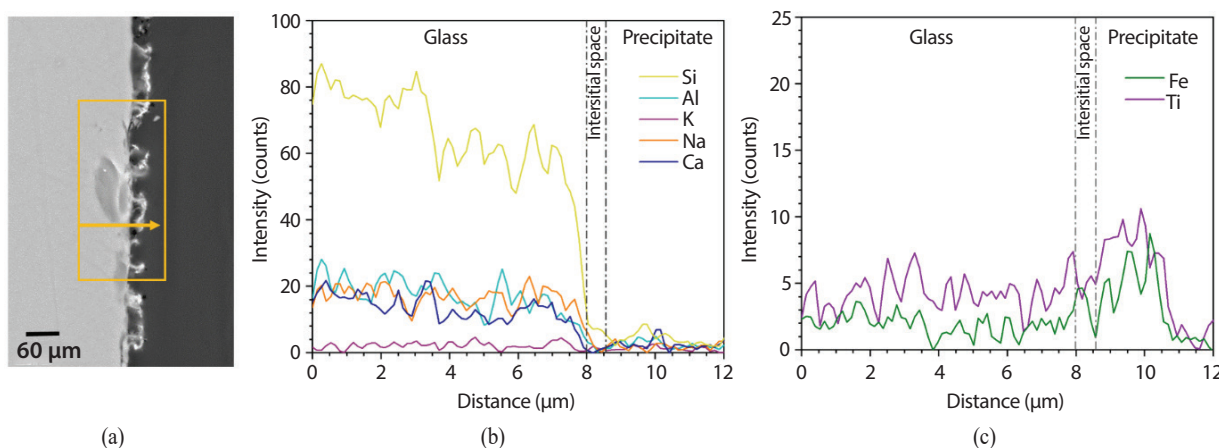 60 µm
(a)
Intensity (counts)
100
80
60
40
20
0
Glass
Intersitial space
Precipitate
Si
Al
K
Na
Ca
0 2 4 6 8 10 12
Distance (µm)
(b)
Intensity (counts)
25
20
15
10
5
0
Glass
Intersitial space
Precipitate
Fe
Ti
0 2 4 6 8 10 12
Distance (µm)
(c)